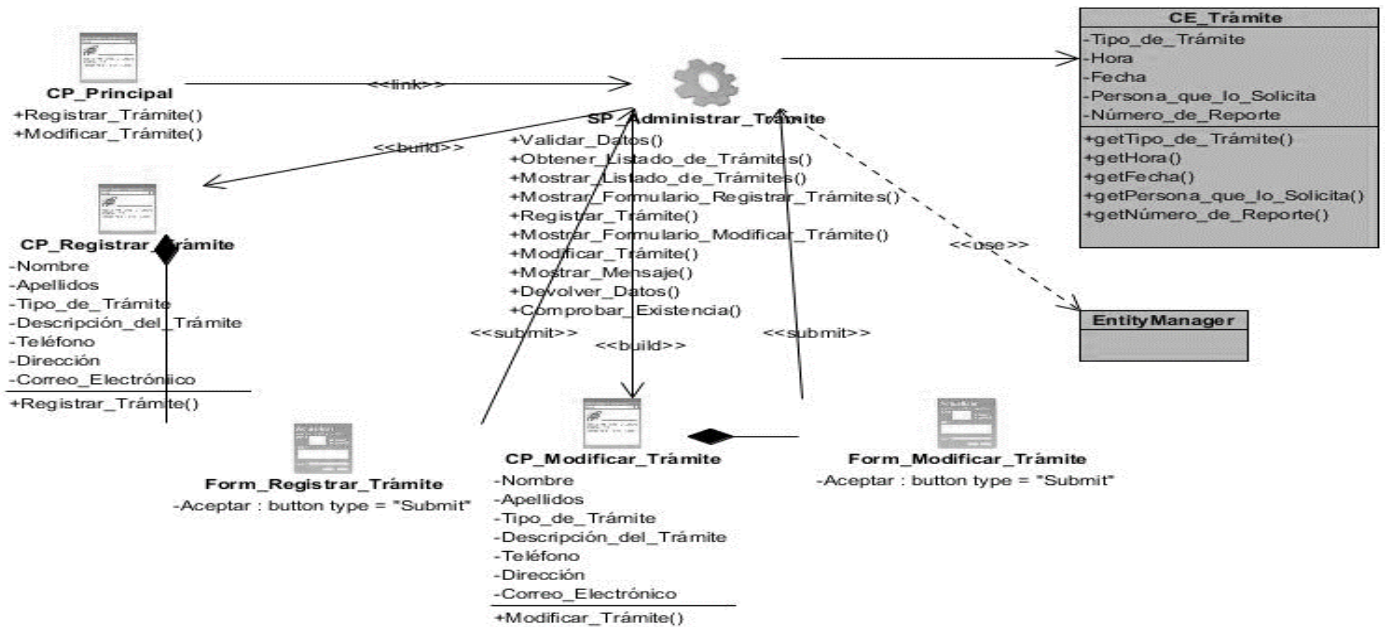 CP_Principal
+Registrar_Trámite()
+Modificar_Trámite()
<<link>>
SP_Administrar_Trámite
+Validar_Datos()
+Obtener_Listado_de_Trámites()
+Mostrar_Listado_de_Trámites()
+Mostrar_Formulario_Registrar_Trámites()
+Registrar_Trámite()
+Mostrar_Formulario_Modificar_Trámite()
+Modificar_Trámite()
+Mostrar_Mensaje()
+Devolver_Datos()
+Comprobar_Existencia()
CE_Trámite
-Tipo_de_Trámite
-Hora
-Fecha
-Persona_que_lo_Solicita
-Número_de_Reporte
+getTipo_de_Trámite()
+getHora()
+getFecha()
+getPersona_que_lo_Solicita()
+getNúmero_de_Reporte()
<<build>>
CP_Registrar_Trámite
-Nombre
-Apellidos
-Tipo_de_Trámite
-Descripción_del_Trámite
-Teléfono
-Dirección
-Correo_Electróniico
+Registrar_Trámite()
<<submit>>
<<build>>
<<submit>>
<<use>>
EntityManager
Form_Registrar_Trámite
-Aceptar : button type = "Submit"
CP_Modificar_Trámite
-Nombre
-Apellidos
-Tipo_de_Trámite
-Descripción_del_Trámite
-Teléfono
-Dirección
-Correo_Electrónico
+Modificar_Trámite()
Form_Modificar_Trámite
-Aceptar : button type = "Submit"